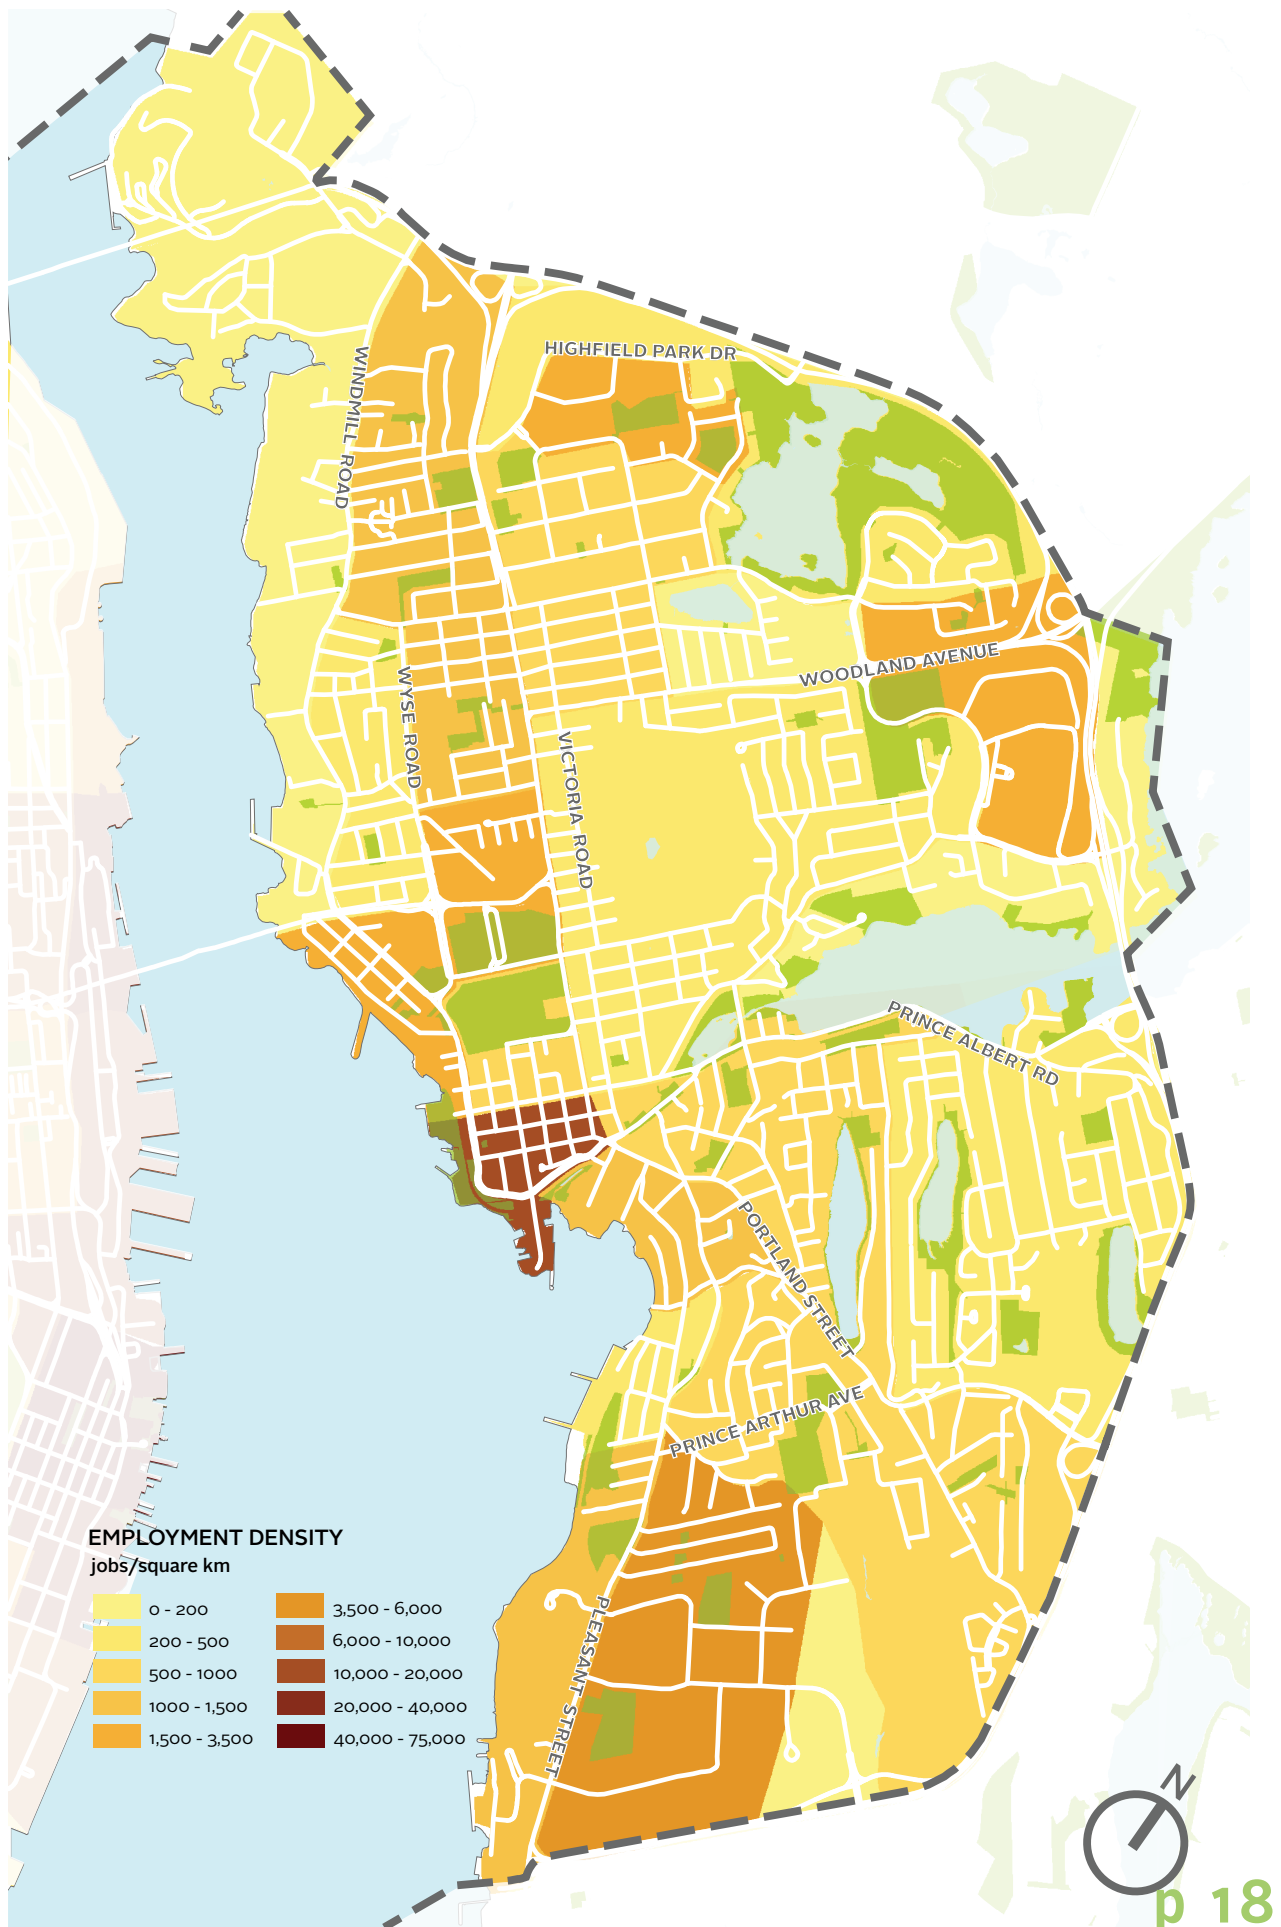 HIGHFIELD PARK DR
WINDMILL ROAD
WOODLAND AVENUE
WYSE ROAD
VICTORIA ROAD
PRINCE ALBERT RD
PORTLAND STREET
PRINCE ARTHUR AVE
PLEASANT STREET
EMPLOYMENT DENSITY
jobs/square km
0 - 200
200 - 500
500 - 1000
1000 - 1,500
1,500 - 3,500
3,500 - 6,000
6,000 - 10,000
10,000 - 20,000
20,000 - 40,000
40,000 - 75,000
N
p 18